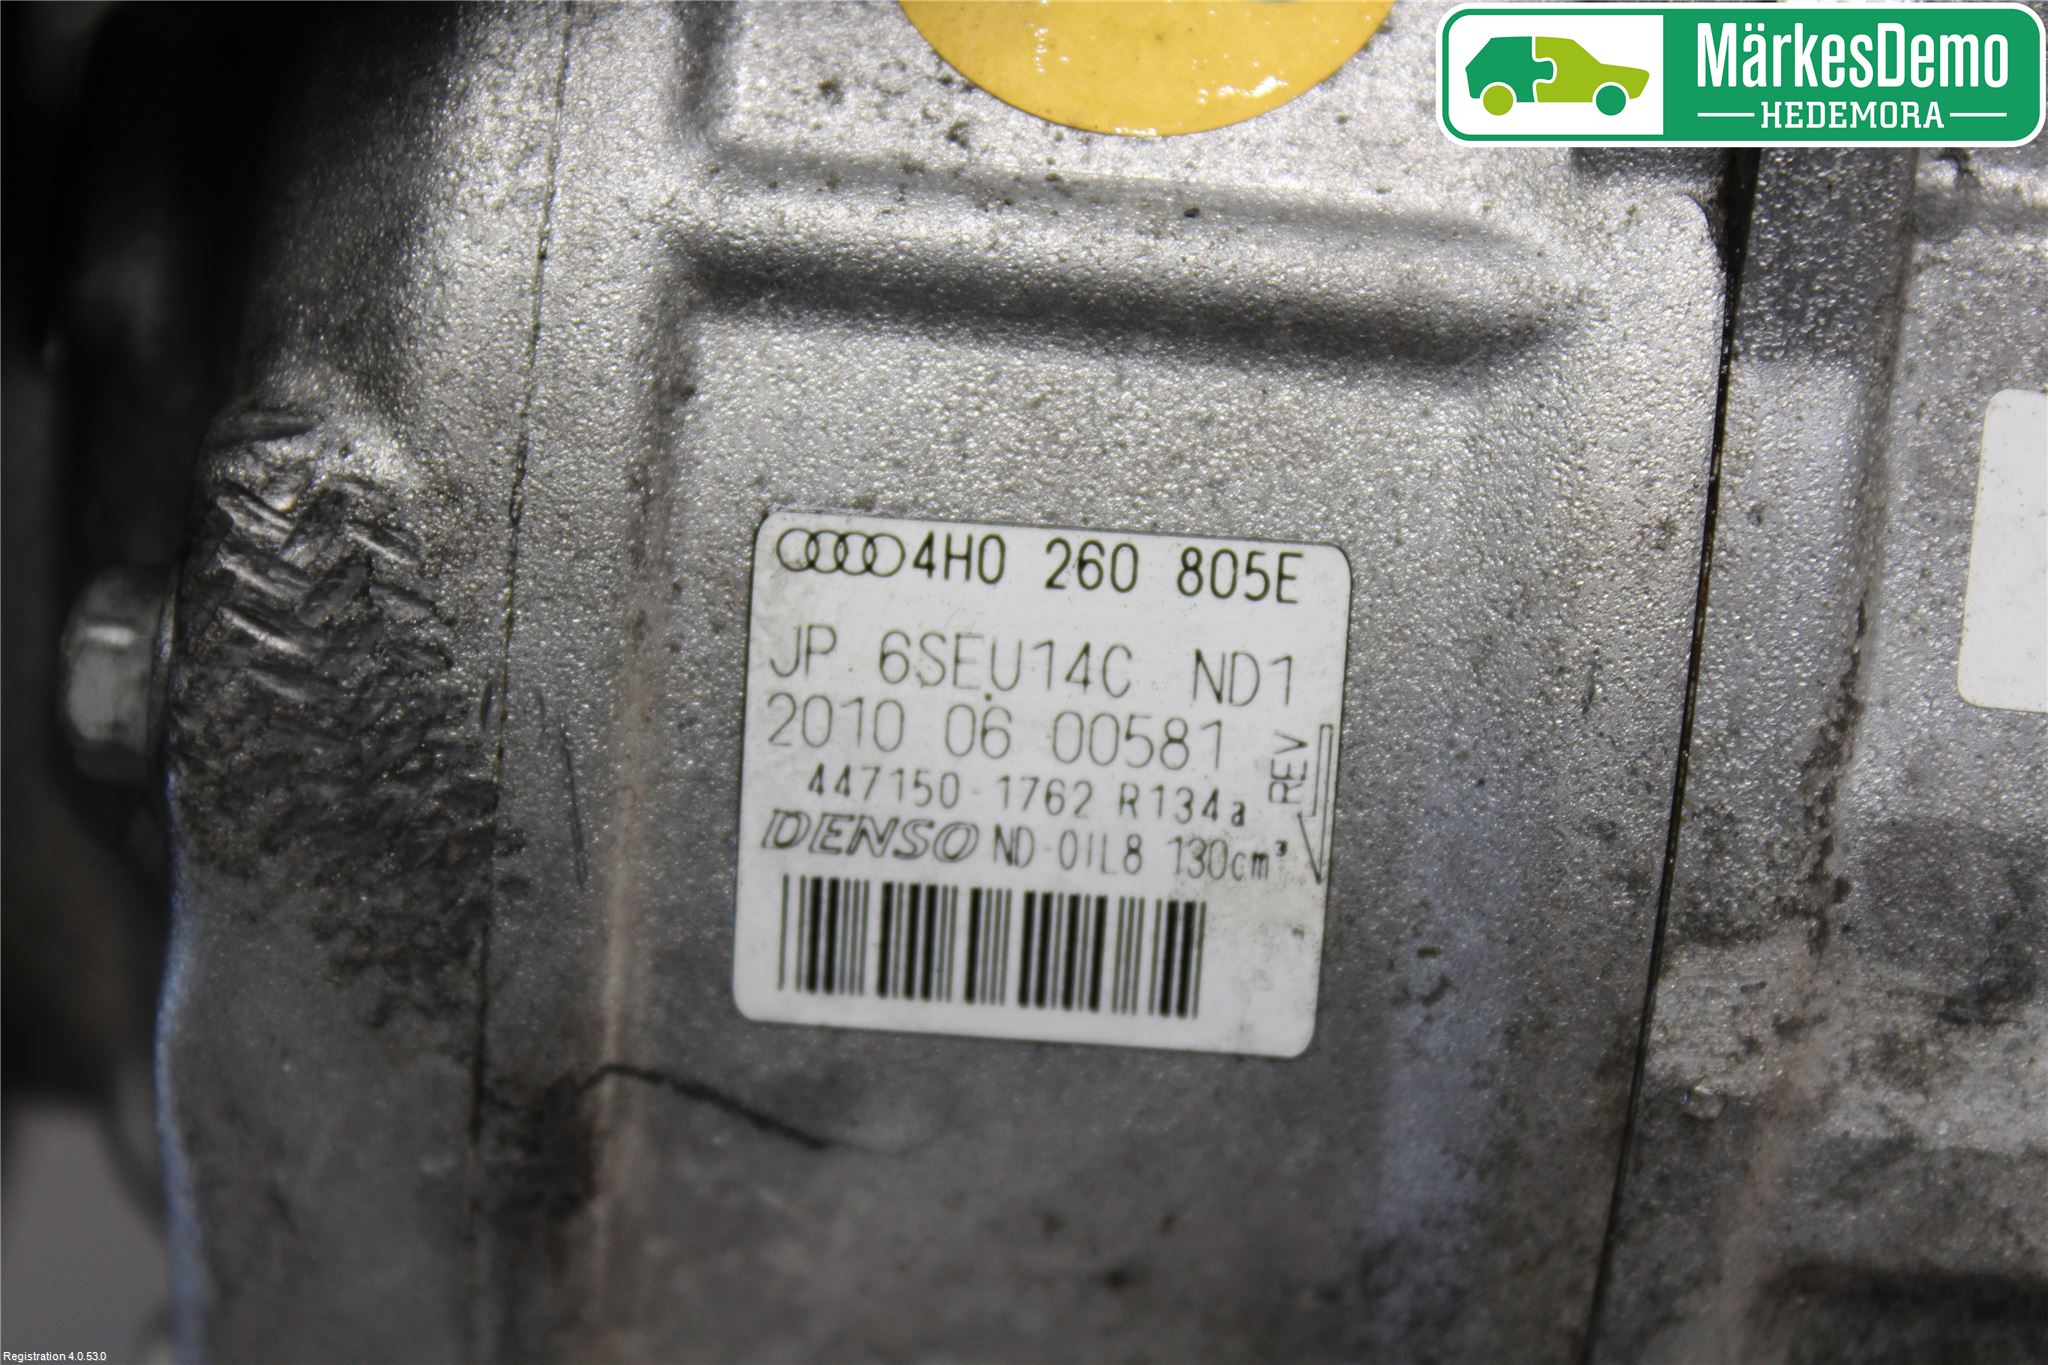 MärkesDemo
HEDEMORA
4H0 260 805E
JP 6SEU14C ND1
2010 06 00581
447150-1762 R134a
DENSO ND-OIL8 130cm³
REV
Registration 4.0.53.0